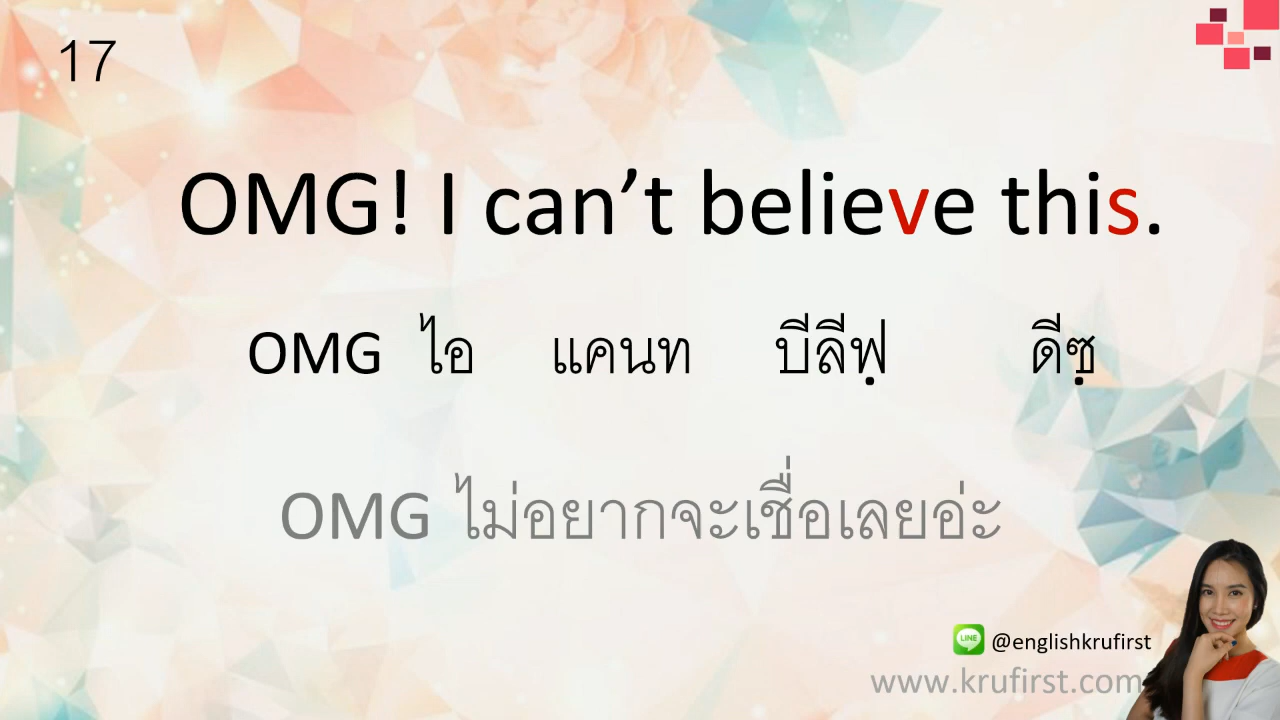 17
OMG! I can’t believe this.
OMG ไอ แคนท บีลีฟฺ ดีซฺ
OMG ไม่อยากจะเชื่อเลยอ่ะ
LINE @englishkrufirst
www.krufirst.com